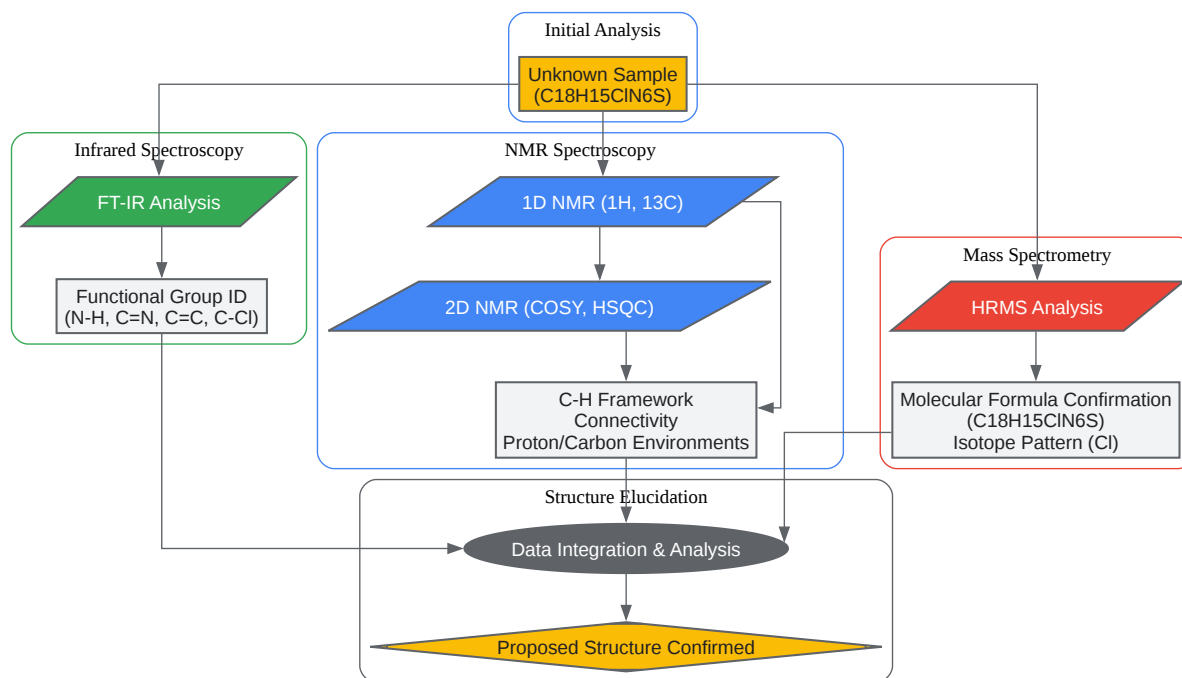 Initial Analysis
Unknown Sample
(C18H15ClN6S)
Infrared Spectroscopy
FT-IR Analysis
Functional Group ID
(N-H, C=N, C=C, C-Cl)
NMR Spectroscopy
1D NMR (1H, 13C)
2D NMR (COSY, HSQC)
C-H Framework
Connectivity
Proton/Carbon Environments
Mass Spectrometry
HRMS Analysis
Molecular Formula Confirmation
(C18H15ClN6S)
Isotope Pattern (Cl)
Structure Elucidation
Data Integration & Analysis
Proposed Structure Confirmed